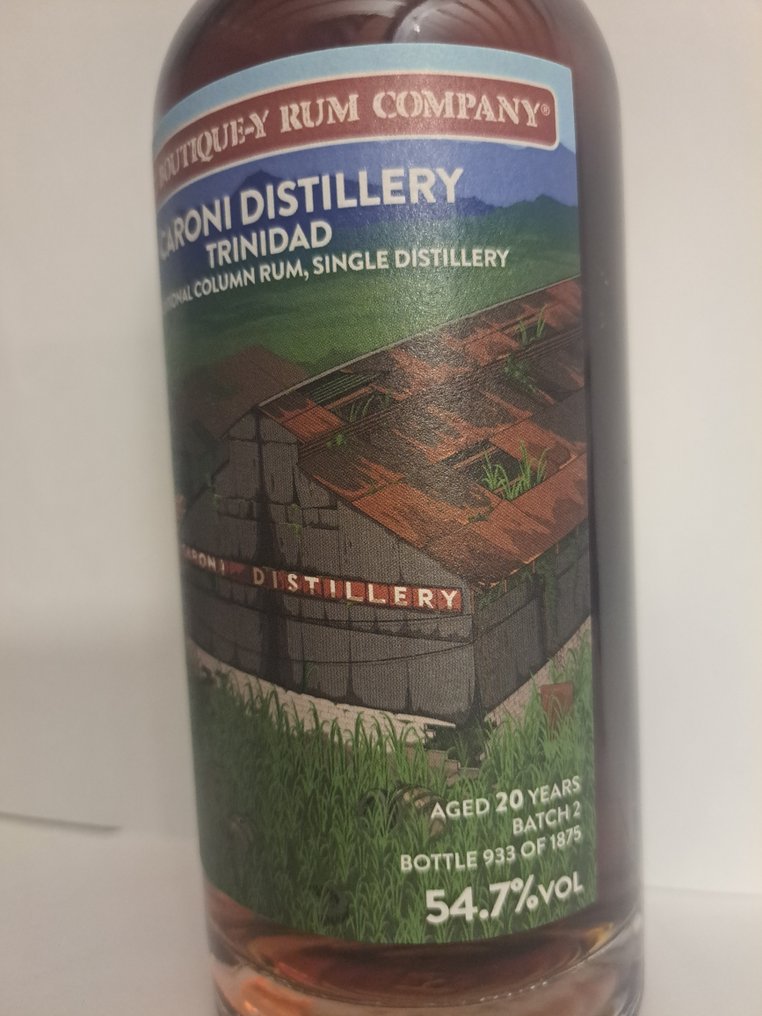 BOUTIQUE-Y RUM COMPANY®
CARONI DISTILLERY
TRINIDAD
COLUMN RUM, SINGLE DISTILLERY
CARONI DISTILLERY
AGED 20 YEARS
BATCH 2
BOTTLE 933 OF 1875
54.7%VOL